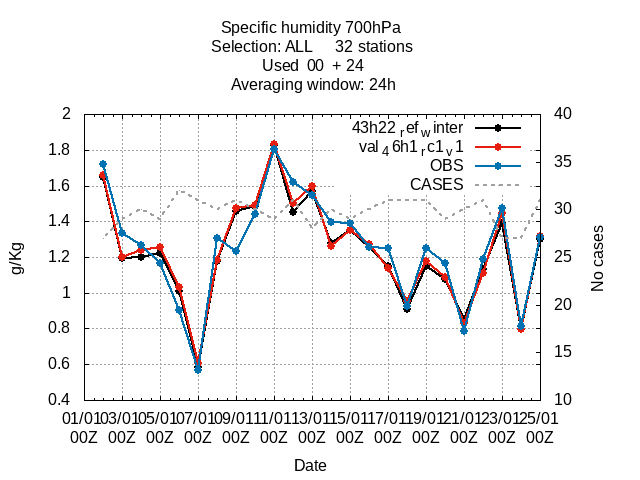 Specific humidity 700hPa
Selection: ALL 32 stations
Used 00 + 24
Averaging window: 24h
43h22ref winter
val46h1rc1v1
OBS
CASES
2
1.8
1.6
1.4
1.2
1
0.8
0.6
0.4
g/Kg
40
35
30
25
20
15
10
No cases
01/01 03/01 05/01 07/01 09/01 11/01 13/01 15/01 17/01 19/01 21/01 23/01 25/01
00Z 00Z 00Z 00Z 00Z 00Z 00Z 00Z 00Z 00Z 00Z 00Z 00Z
Date